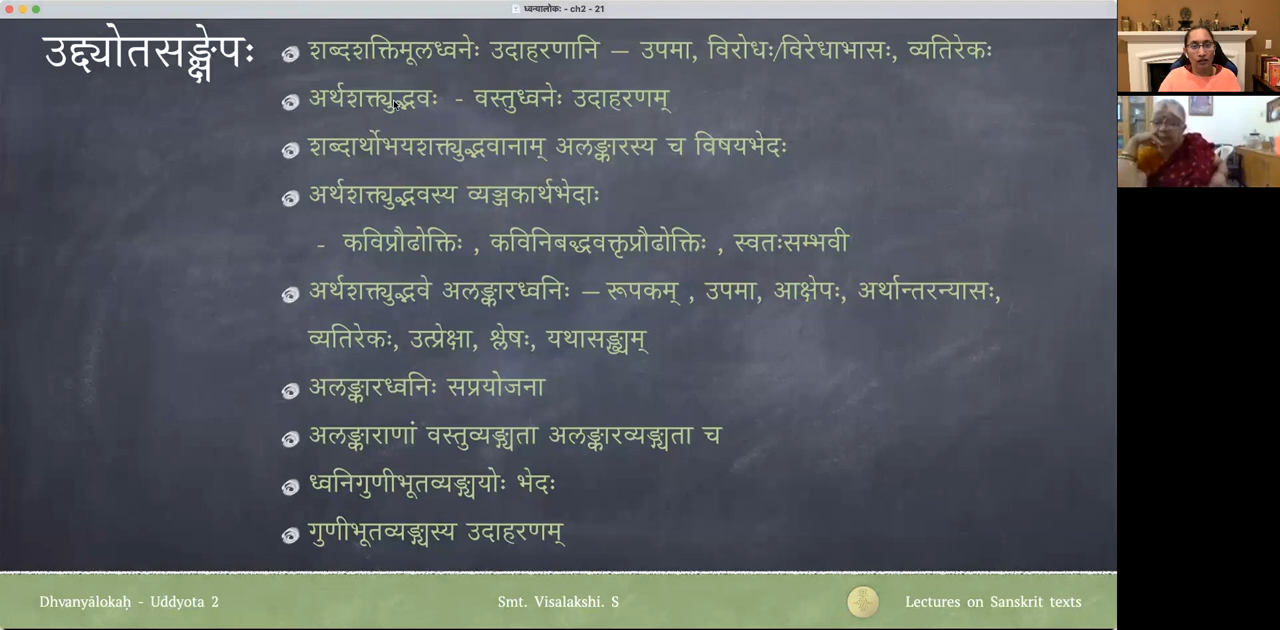 ध्वन्यालोकः - ch2 - 21
उद्द्योतसङ्क्षेपः
शब्दशक्तिमूलध्वनेः उदाहरणानि – उपमा, विरोधः/विरेधाभासः, व्यतिरेकः
अर्थशक्त्युद्भवः - वस्तुध्वनेः उदाहरणम्
शब्दार्थोभयशक्त्युद्भवानाम् अलङ्कारस्य च विषयभेदः
अर्थशक्त्युद्भवस्य व्यञ्जकार्थभेदाः
- कविप्रौढोक्तिः , कविनिबद्धवक्तृप्रौढोक्तिः , स्वतःसम्भवी
अर्थशक्त्युद्भवे अलङ्कारध्वनिः – रूपकम् , उपमा, आक्षेपः, अर्थान्तरन्यासः,
व्यतिरेकः, उत्प्रेक्षा, श्लेषः, यथासङ्ख्यम्
अलङ्कारध्वनिः सप्रयोजना
अलङ्काराणां वस्तुव्यङ्ग्यता अलङ्कारव्यङ्ग्यता च
ध्वनिगुणीभूतव्यङ्ग्ययोः भेदः
गुणीभूतव्यङ्ग्यस्य उदाहरणम्
Dhvanyālokaḥ - Uddyota 2
Smt. Visalakshi. S
Lectures on Sanskrit texts